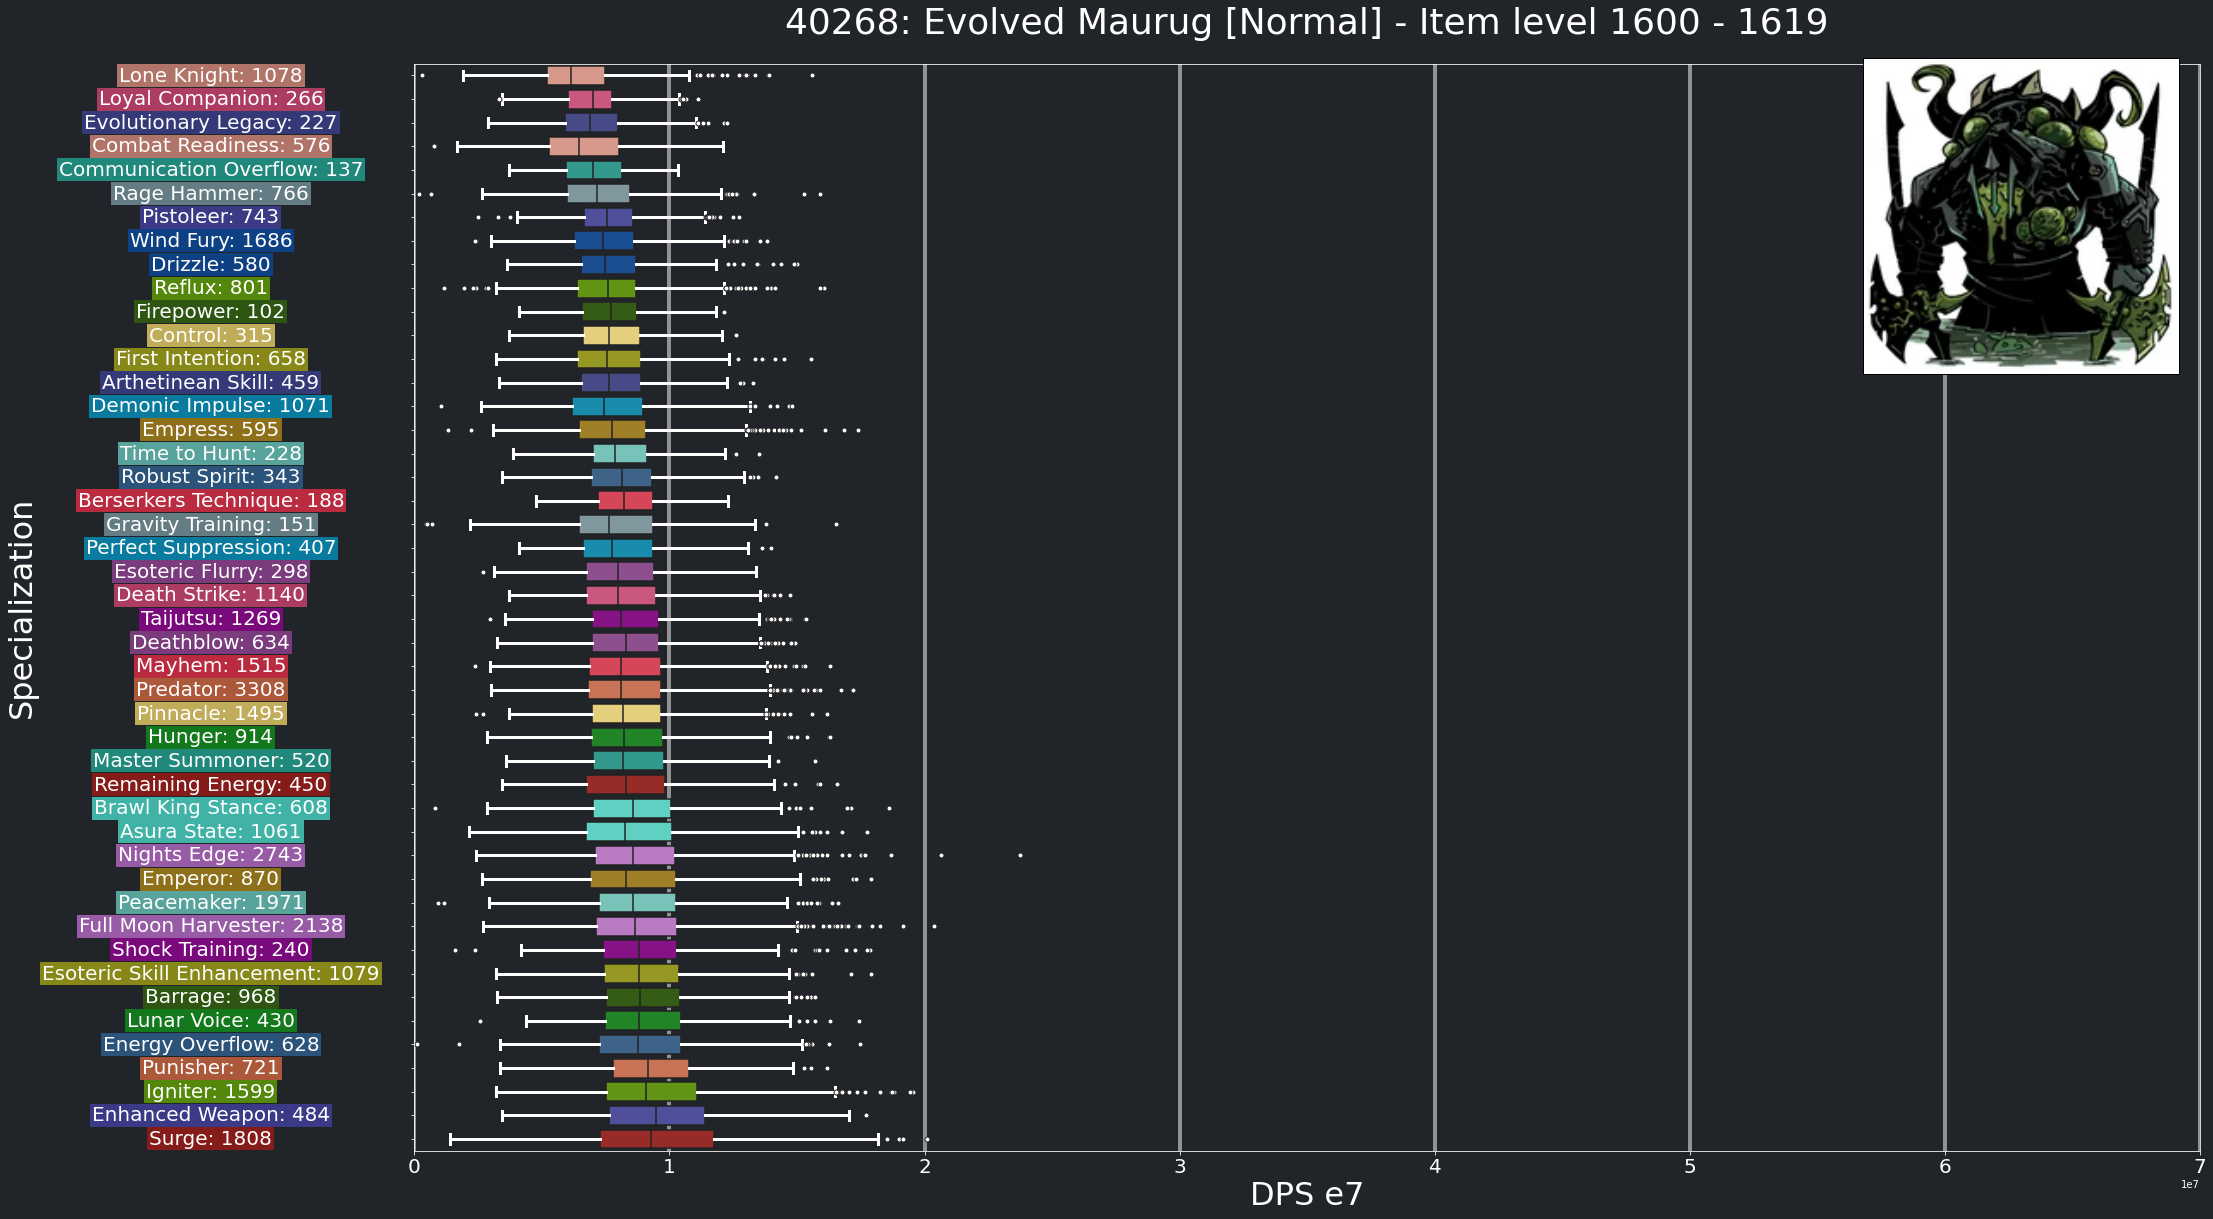 40268: Evolved Maurug [Normal] - Item level 1600 - 1619
Specialization
Lone Knight: 1078
Loyal Companion: 266
Evolutionary Legacy: 227
Combat Readiness: 576
Communication Overflow: 137
Rage Hammer: 766
Pistoleer: 743
Wind Fury: 1686
Drizzle: 580
Reflux: 801
Firepower: 102
Control: 315
First Intention: 658
Arthetinean Skill: 459
Demonic Impulse: 1071
Empress: 595
Time to Hunt: 228
Robust Spirit: 343
Berserkers Technique: 188
Gravity Training: 151
Perfect Suppression: 407
Esoteric Flurry: 298
Death Strike: 1140
Taijutsu: 1269
Deathblow: 634
Mayhem: 1515
Predator: 3308
Pinnacle: 1495
Hunger: 914
Master Summoner: 520
Remaining Energy: 450
Brawl King Stance: 608
Asura State: 1061
Nights Edge: 2743
Emperor: 870
Peacemaker: 1971
Full Moon Harvester: 2138
Shock Training: 240
Esoteric Skill Enhancement: 1079
Barrage: 968
Lunar Voice: 430
Energy Overflow: 628
Punisher: 721
Igniter: 1599
Enhanced Weapon: 484
Surge: 1808
0 1 2 3 4 5 6 7
1e7
DPS e7